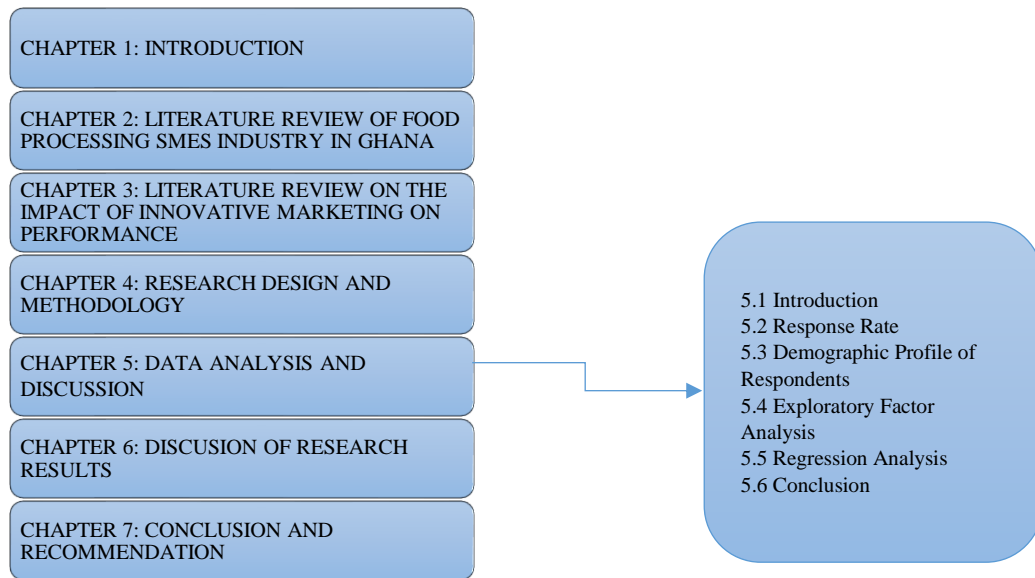 CHAPTER 1: INTRODUCTION
CHAPTER 2: LITERATURE REVIEW OF FOOD
PROCESSING SMES INDUSTRY IN GHANA
CHAPTER 3: LITERATURE REVIEW ON THE
IMPACT OF INNOVATIVE MARKETING ON
PERFORMANCE
CHAPTER 4: RESEARCH DESIGN AND
METHODOLOGY
CHAPTER 5: DATA ANALYSIS AND
DISCUSSION
CHAPTER 6: DISCUSION OF RESEARCH
RESULTS
CHAPTER 7: CONCLUSION AND
RECOMMENDATION
5.1 Introduction
5.2 Response Rate
5.3 Demographic Profile of
Respondents
5.4 Exploratory Factor
Analysis
5.5 Regression Analysis
5.6 Conclusion